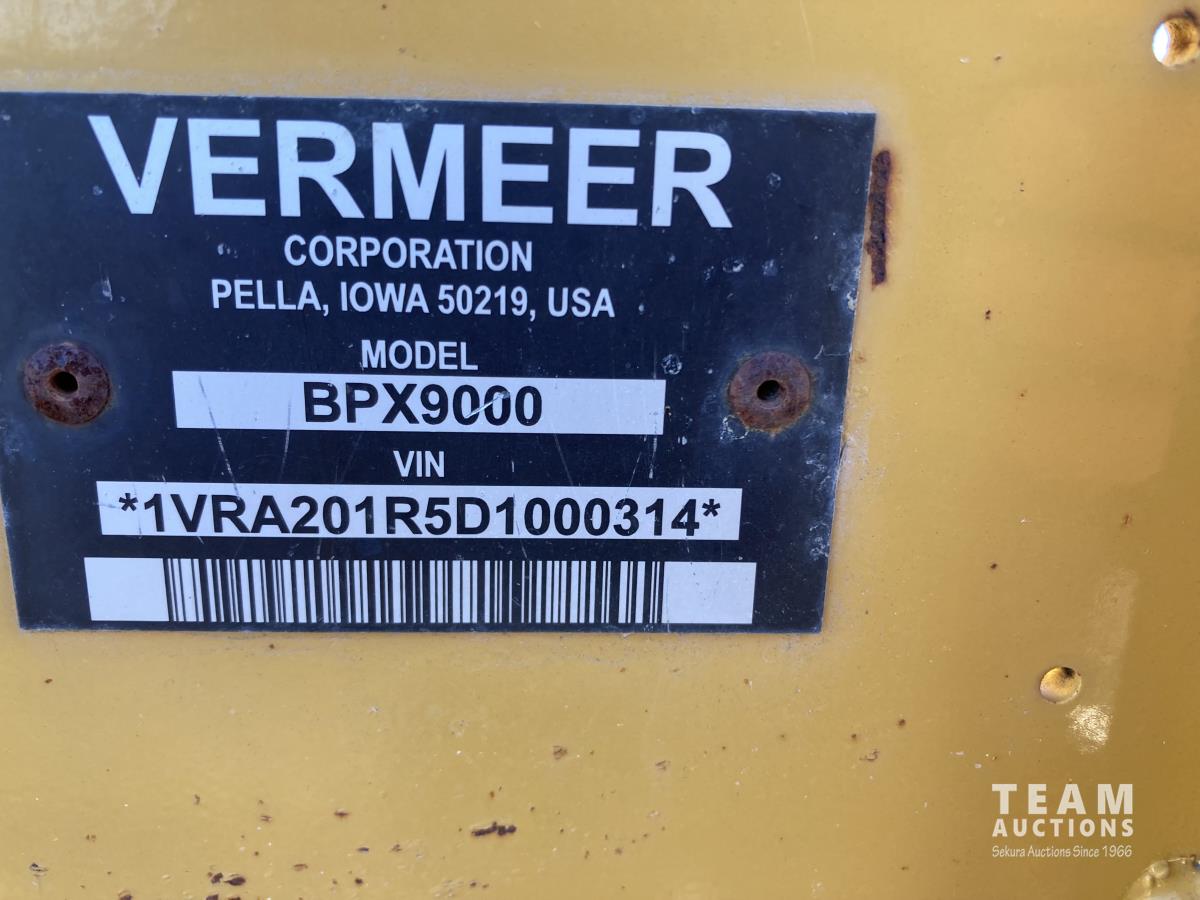 VERMEER
CORPORATION
PELLA, IOWA 50219, USA
MODEL
BPX9000
VIN
*1VRA201R5D1000314*
TEAM
AUCTIONS
Sekura Auctions Since 1966